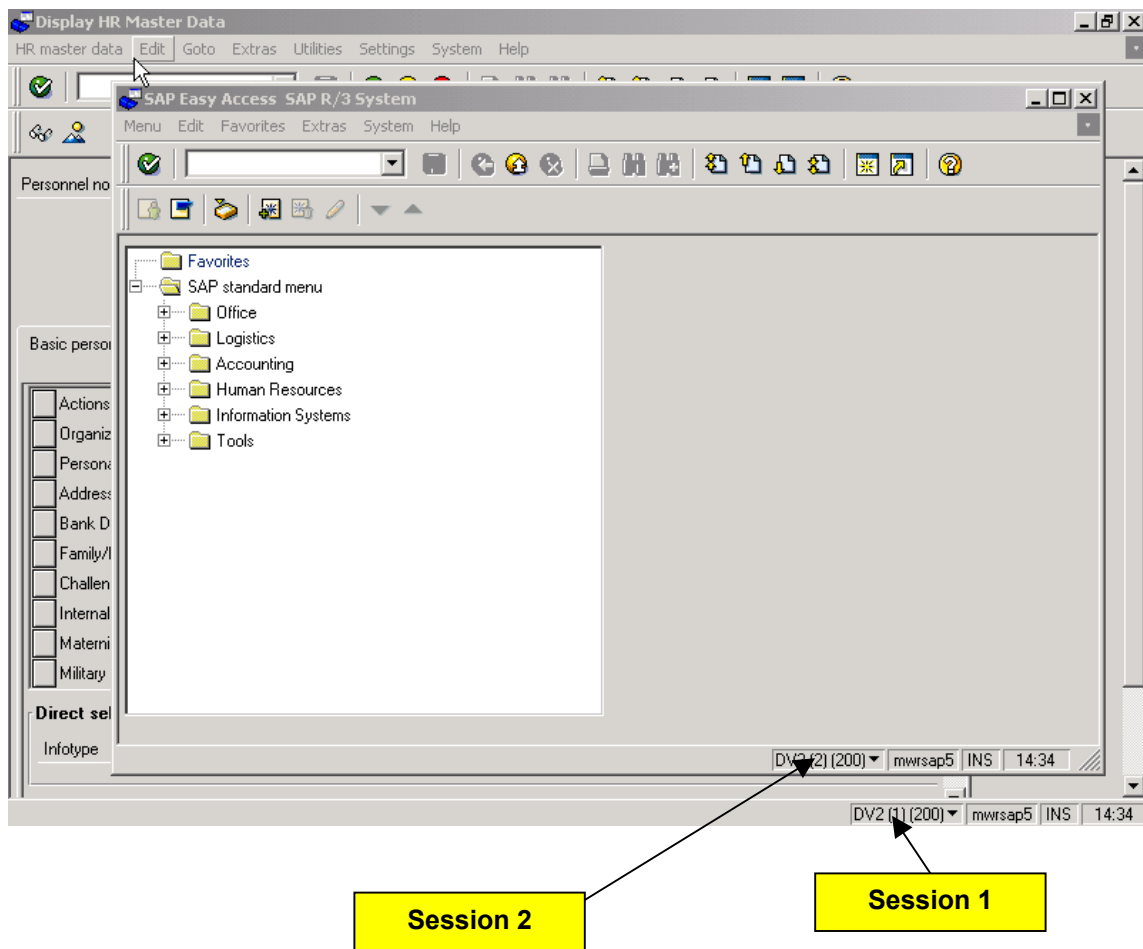 Display HR Master Data
HR master data Edit Goto Extras Utilities Settings System Help
SAP Easy Access SAP R/3 System
Menu Edit Favorites Extras System Help
Personnel no
Favorites
SAP standard menu
Office
Logistics
Accounting
Human Resources
Information Systems
Tools
Basic persor
Actions
Organiz
Persona
Address
Bank D
Family/
Challen
Internal
Materni
Military
Direct sel
Infotype
DV2 (2) (200) mwrsap5 INS 14:34
DV2 (1) (200) mwrsap5 INS 14:34
Session 2
Session 1